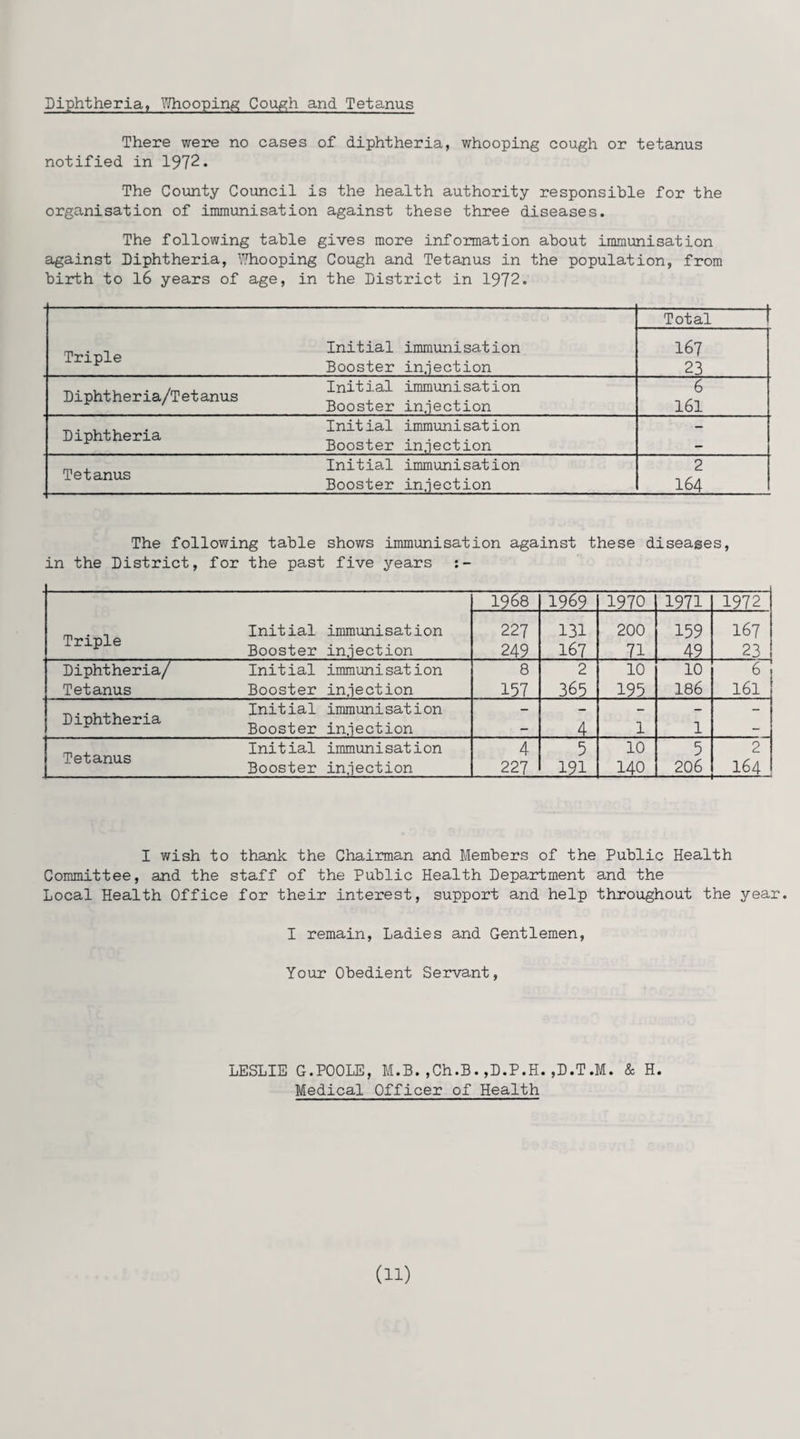 Diphtheria, Whooping Cough and Tetanus
There were no cases of diphtheria, whooping cough or tetanus
notified in 1972.
The County Council is the health authority responsible for the
organisation of immunisation against these three diseases.
The following table gives more information about immunisation
against Diphtheria, Whooping Cough and Tetanus in the population, from
birth to 16 years of age, in the District in 1972.
Total
Triple Initial immunisation 167
Booster injection 23
Diphtheria/Tetanus Initial immunisation 6
Booster injection 161
Diphtheria Initial immunisation -
Booster injection -
Tetanus Initial immunisation 2
Booster injection 164
The following table shows immunisation against these diseases,
in the District, for the past five years :-
1968 1969 1970 1971 1972
Triple Initial immunisation 227 131 200 159 167
Booster injection 249 167 71 49 23
Diphtheria/ Initial immunisation 8 2 10 10 6
Tetanus Booster injection 157 365 195 186 161
Diphtheria Initial immunisation - - - - -
Booster injection - 4 1 1 -
Tetanus Initial immunisation 4 5 10 5 2
Booster injection 227 191 140 206 164
I wish to thank the Chairman and Members of the Public Health
Committee, and the staff of the Public Health Department and the
Local Health Office for their interest, support and help throughout the year.
I remain, Ladies and Gentlemen,
Your Obedient Servant,
LESLIE G.POOLE, M.B.,Ch.B.,D.P.H.,D.T.M. & H.
Medical Officer of Health
(11)